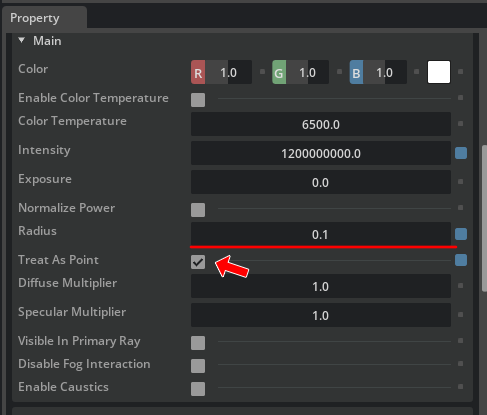 Property
Main
Color R 1.0 G 1.0 B 1.0
Enable Color Temperature
Color Temperature 6500.0
Intensity 1200000000.0
Exposure 0.0
Normalize Power
Radius 0.1
Treat As Point
Diffuse Multiplier 1.0
Specular Multiplier 1.0
Visible In Primary Ray
Disable Fog Interaction
Enable Caustics